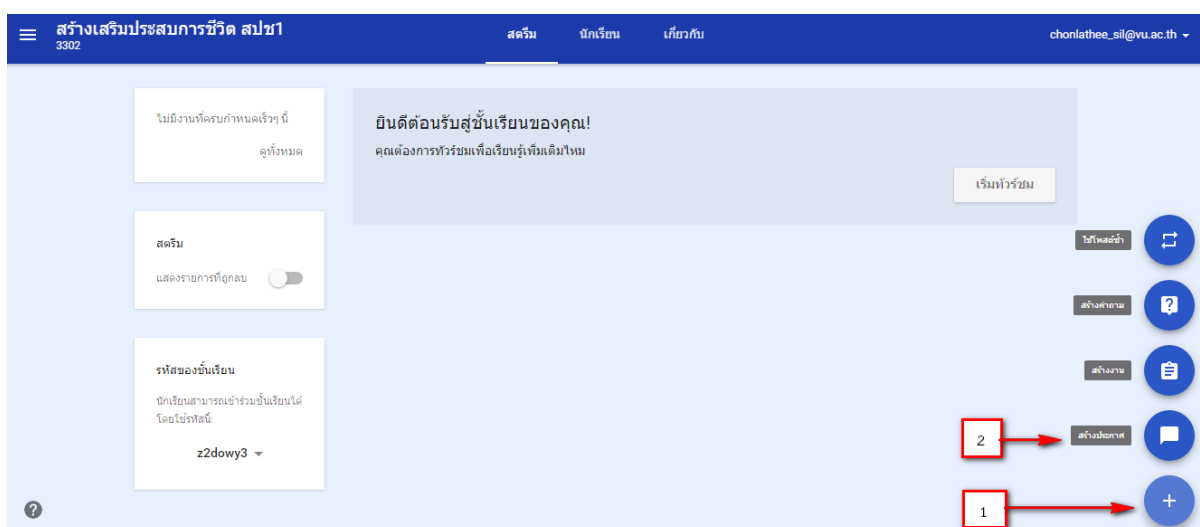 สร้างเสริมประสบการชีวิต สปช1
3302
สตรีม นักเรียน เกี่ยวกับ
chonlathee_sil@vu.ac.th
ไม่มีงานที่ครบกำหนดเร็วๆ นี้
ดูทั้งหมด
ยินดีต้อนรับสู่ชั้นเรียนของคุณ!
คุณต้องการทัวร์ชมเพื่อเรียนรู้เพิ่มเติมไหม
เริ่มทัวร์ชม
สตรีม
แสดงรายการที่ถูกลบ
รหัสของชั้นเรียน
นักเรียนสามารถเข้าร่วมชั้นเรียนได้
โดยใช้รหัสนี้:
z2dowy3
ใช้โพสต์ซ้ำ
สร้างคำถาม
สร้างงาน
2
สร้างประกาศ
1